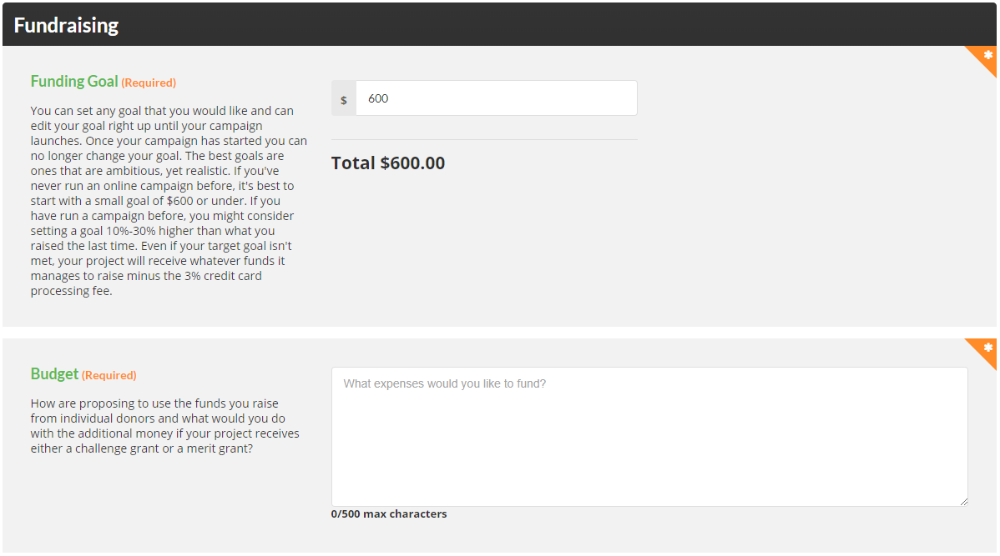 Fundraising
Funding Goal (Required)
You can set any goal that you would like and can
edit your goal right up until your campaign
launches. Once your campaign has started you can
no longer change your goal. The best goals are
ones that are ambitious, yet realistic. If you've
never run an online campaign before, it's best to
start with a small goal of $600 or under. If you
have run a campaign before, you might consider
setting a goal 10%-30% higher than what you
raised the last time. Even if your target goal isn't
met, your project will receive whatever funds it
manages to raise minus the 3% credit card
processing fee.
$ 600
Total $600.00
Budget (Required)
How are proposing to use the funds you raise
from individual donors and what would you do
with the additional money if your project receives
either a challenge grant or a merit grant?
What expenses would you like to fund?
0/500 max characters